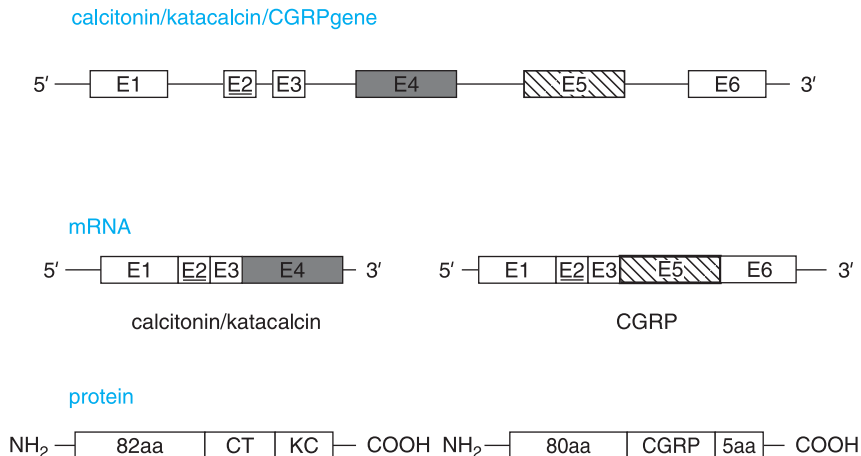 calcitonin/katacalcin/CGRPgene
5′ E1 E2 E3 E4 E5 E6 3′
mRNA
5′ E1 E2 E3 E4 3′ 5′ E1 E2 E3 E5 E6 3′
calcitonin/katacalcin CGRP
protein
NH2 82aa CT KC COOH NH2 80aa CGRP 5aa COOH